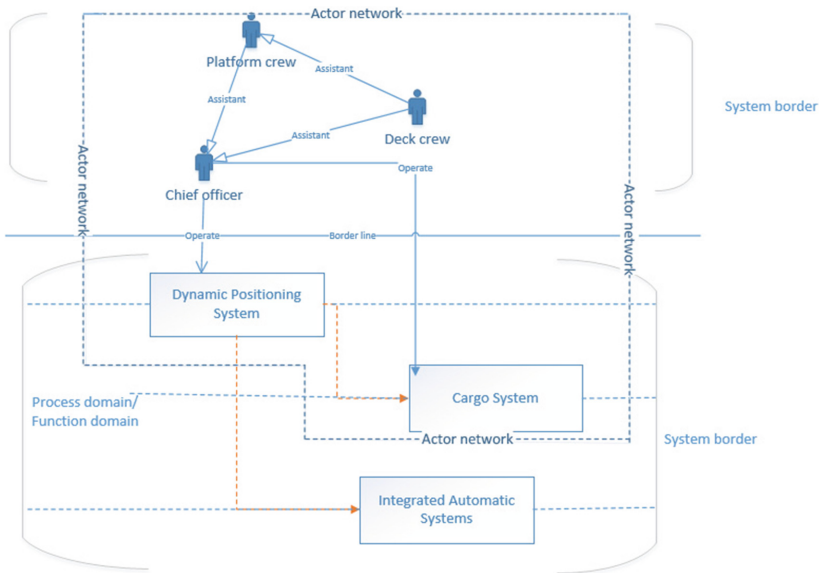 Actor network
Platform crew
Assistant
Assistant
System border
Deck crew
Assistant
Actor network
Operate
Chief officer
Actor network
Operate
Border line
Dynamic Positioning
System
Process domain/
Function domain
Cargo System
Actor network
System border
Integrated Automatic
Systems